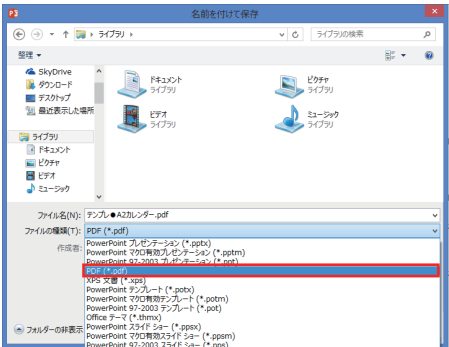 名前を付けて保存
ライブラリ
ライブラリの検索
整理
SkyDrive
ダウンロード
デスクトップ
最近表示した場所
ライブラリ
ドキュメント
ピクチャ
ビデオ
ミュージック
ドキュメント
ライブラリ
ピクチャ
ライブラリ
ビデオ
ライブラリ
ミュージック
ライブラリ
ファイル名(N): テンプレ●A2カレンダー.pdf
ファイルの種類(T): PDF (*.pdf)
作成者:
PowerPoint プレゼンテーション (*.pptx)
PowerPoint マクロ有効プレゼンテーション (*.pptm)
PowerPoint 97-2003 プレゼンテーション (*.ppt)
PDF (*.pdf)
XPS 文書 (*.xps)
PowerPoint テンプレート (*.potx)
PowerPoint マクロ有効テンプレート (*.potm)
PowerPoint 97-2003 テンプレート (*.pot)
Office テーマ (*.thmx)
PowerPoint スライド ショー (*.ppsx)
PowerPoint マクロ有効スライド ショー (*.ppsm)
PowerPoint 97-2003 スライド ショー (*.pps)
フォルダーの非表示